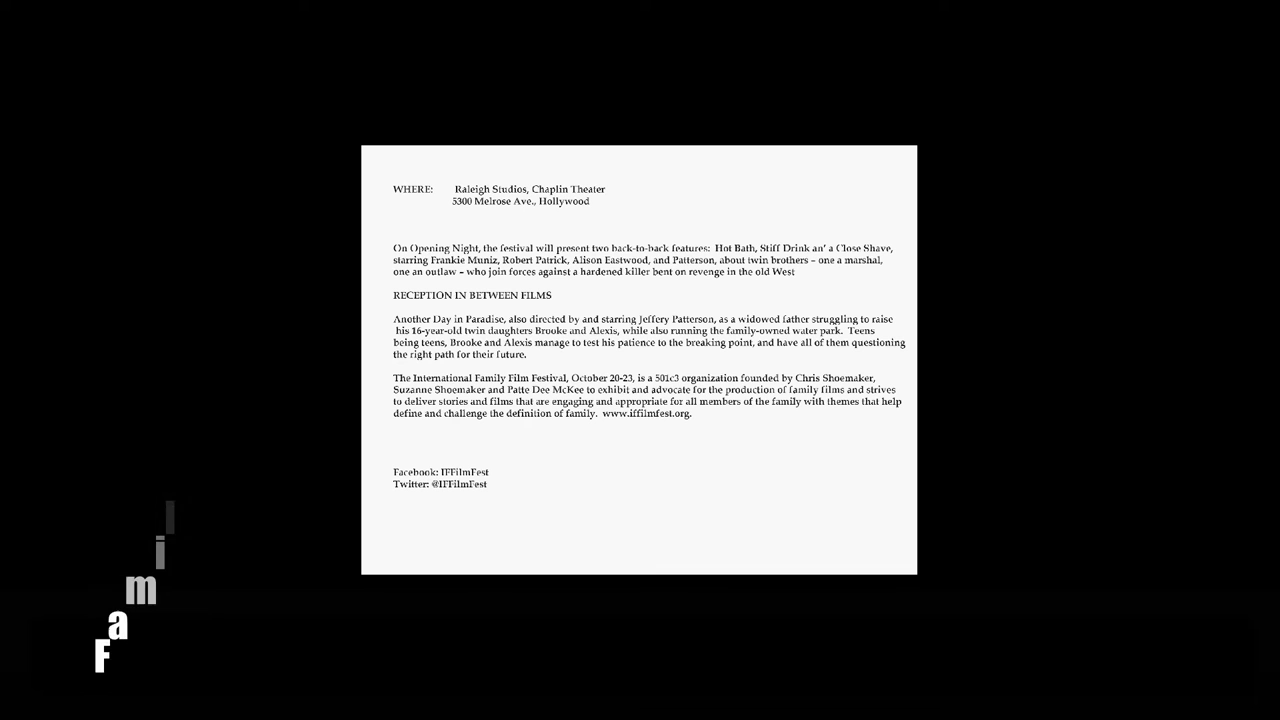 WHERE: Raleigh Studios, Chaplin Theater
5300 Melrose Ave., Hollywood
On Opening Night, the festival will present two back-to-back features: Hot Bath, Stiff Drink an' a Close Shave,
starring Frankie Muniz, Robert Patrick, Alison Eastwood, and Patterson, about twin brothers – one a marshal,
one an outlaw – who join forces against a hardened killer bent on revenge in the old West
RECEPTION IN BETWEEN FILMS
Another Day in Paradise, also directed by and starring Jeffery Patterson, as a widowed father struggling to raise
his 16-year-old twin daughters Brooke and Alexis, while also running the family-owned water park. Teens
being teens, Brooke and Alexis manage to test his patience to the breaking point, and have all of them questioning
the right path for their future.
The International Family Film Festival, October 20-23, is a 501c3 organization founded by Chris Shoemaker,
Suzanne Shoemaker and Patte Dee McKee to exhibit and advocate for the production of family films and strives
to deliver stories and films that are engaging and appropriate for all members of the family with themes that help
define and challenge the definition of family. www.iffilmfest.org.
Facebook: IFFilmFest
Twitter: @IFFilmFest
Famil